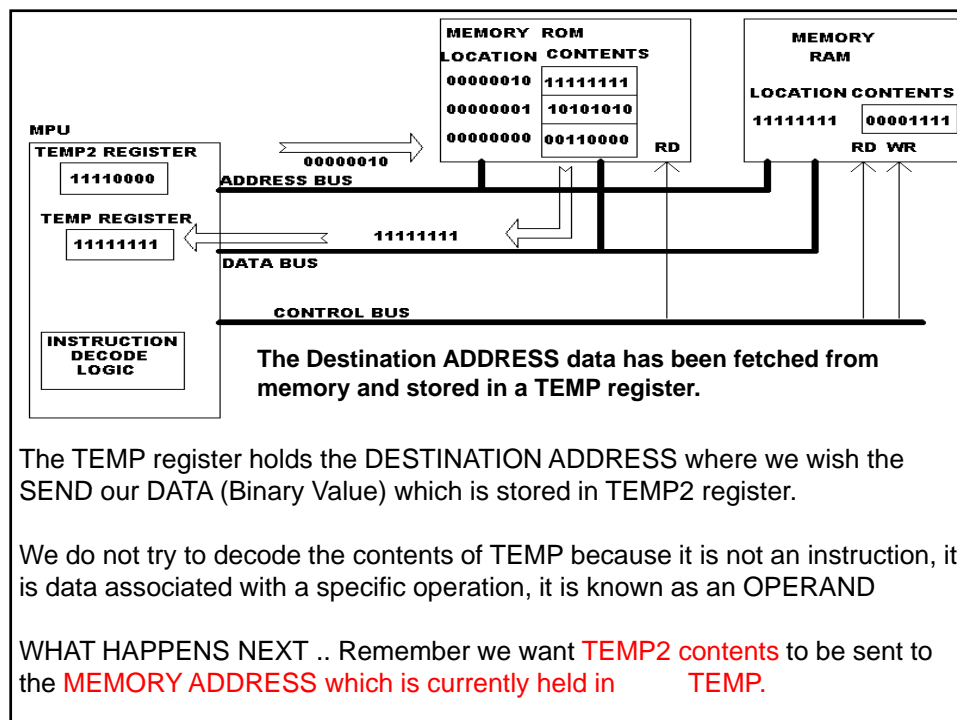 MEMORY ROM
LOCATION CONTENTS
00000010 11111111
00000001 10101010
00000000 00110000
RD
MEMORY
RAM
LOCATION CONTENTS
11111111 00001111
RD WR
MPU
TEMP2 REGISTER
11110000
00000010
ADDRESS BUS
TEMP REGISTER
11111111
11111111
DATA BUS
CONTROL BUS
INSTRUCTION
DECODE
LOGIC
The Destination ADDRESS data has been fetched from
memory and stored in a TEMP register.
The TEMP register holds the DESTINATION ADDRESS where we wish the
SEND our DATA (Binary Value) which is stored in TEMP2 register.
We do not try to decode the contents of TEMP because it is not an instruction, it
is data associated with a specific operation, it is known as an OPERAND
WHAT HAPPENS NEXT .. Remember we want TEMP2 contents to be sent to
the MEMORY ADDRESS which is currently held in TEMP.